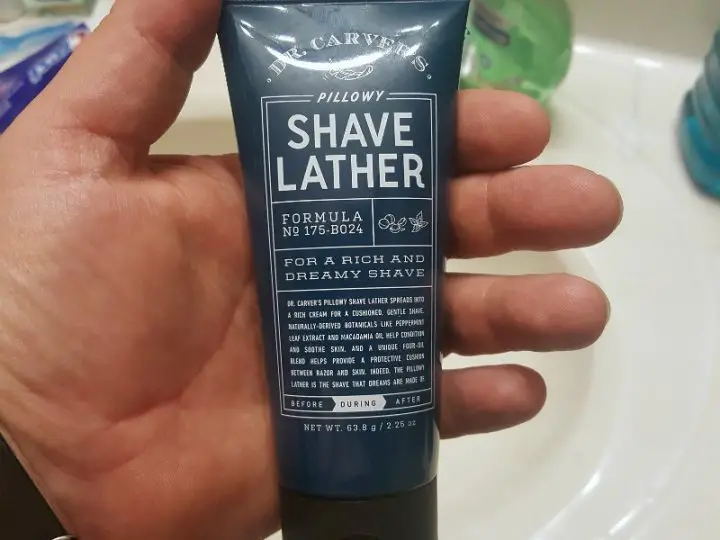 DR. CARVER'S
PILLOWY
SHAVE
LATHER
FORMULA
Nº 175-B024
FOR A RICH AND
DREAMY SHAVE
DR. CARVER'S PILLOWY SHAVE LATHER SPREADS INTO
A RICH CREAM FOR A CUSHIONED, GENTLE SHAVE.
NATURALLY-DERIVED BOTANICALS LIKE PEPPERMINT
LEAF EXTRACT AND MACADAMIA OIL HELP CONDITION
AND SOOTHE SKIN, AND A UNIQUE FOUR-OIL
BLEND HELPS PROVIDE A PROTECTIVE CUSHION
BETWEEN RAZOR AND SKIN. INDEED, THE PILLOWY
LATHER IS THE SHAVE THAT DREAMS ARE MADE OF.
BEFORE DURING AFTER
NET WT. 63.8 g / 2.25 oz